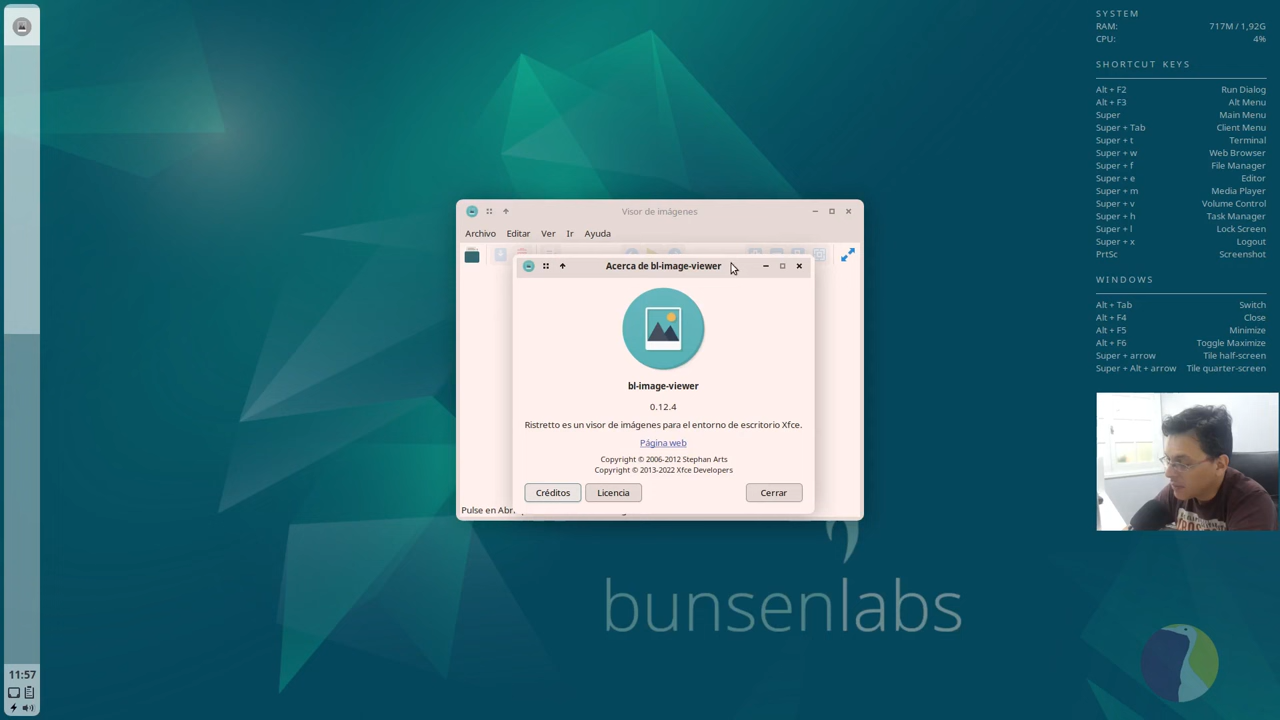 SYSTEM
RAM: 717M / 1,92G
CPU: 4%
SHORTCUT KEYS
Alt + F2 Run Dialog
Alt + F3 Alt Menu
Super Main Menu
Super + Tab Client Menu
Super + t Terminal
Super + w Web Browser
Super + f File Manager
Super + e Editor
Super + m Media Player
Super + v Volume Control
Super + h Task Manager
Super + l Lock Screen
Super + x Logout
PrtSc Screenshot
WINDOWS
Alt + Tab Switch
Alt + F4 Close
Alt + F5 Minimize
Alt + F6 Toggle Maximize
Super + arrow Tile half-screen
Super + Alt + arrow Tile quarter-screen
Visor de imágenes
Archivo Editar Ver Ir Ayuda
Acerca de bl-image-viewer
bl-image-viewer
0.12.4
Ristretto es un visor de imágenes para el entorno de escritorio Xfce.
Página web
Copyright © 2006-2012 Stephan Arts
Copyright © 2013-2022 Xfce Developers
Créditos Licencia Cerrar
Pulse en
bunsenlabs
11:57